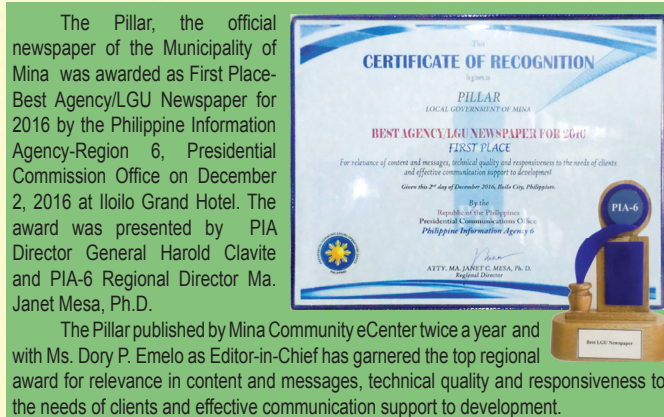 The Pillar, the official
newspaper of the Municipality of
Mina was awarded as First Place-
Best Agency/LGU Newspaper for
2016 by the Philippine Information
Agency-Region 6, Presidential
Commission Office on December
2, 2016 at Iloilo Grand Hotel. The
award was presented by PIA
Director General Harold Clavite
and PIA-6 Regional Director Ma.
Janet Mesa, Ph.D.
The Pillar published by Mina Community eCenter twice a year and
with Ms. Dory P. Emelo as Editor-in-Chief has garnered the top regional
award for relevance in content and messages, technical quality and responsiveness to
the needs of clients and effective communication support to development.
This
CERTIFICATE OF RECOGNITION
is given to
PILLAR
LOCAL GOVERNMENT OF MINA
BEST AGENCY/LGU NEWSPAPER FOR 2016
FIRST PLACE
For relevance of content and messages, technical quality and responsiveness to the needs of clients
and effective communication support to development
Given this 2nd day of December 2016, Iloilo City, Philippines.
By the
Republic of the Philippines
Presidential Communications Office
Philippine Information Agency 6
ATTY. MA. JANET C. MESA, Ph. D.
Regional Director
PIA-6
Best LGU Newspaper